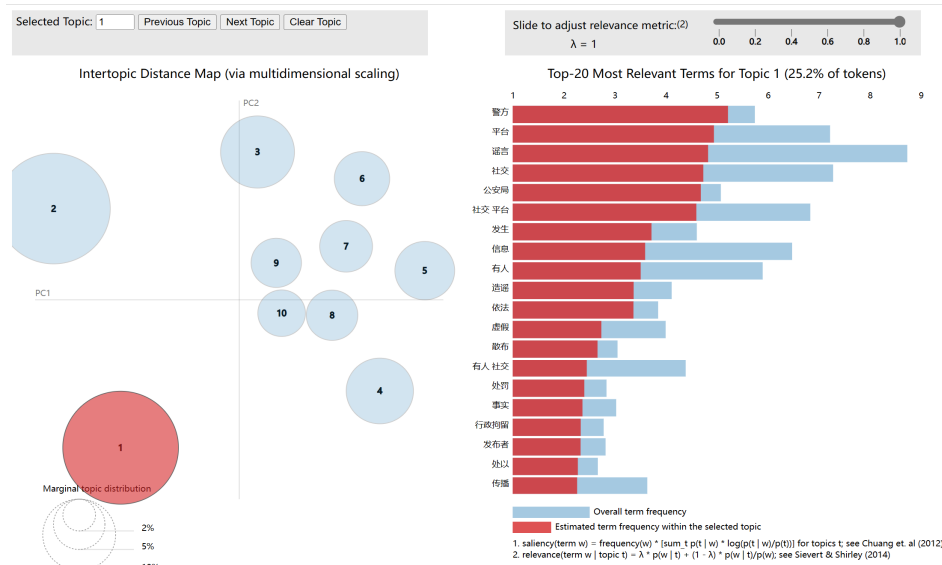 Selected Topic: 1 Previous Topic Next Topic Clear Topic
Slide to adjust relevance metric:(2)
λ = 1
0.0 0.2 0.4 0.6 0.8 1.0
Intertopic Distance Map (via multidimensional scaling)
PC2
PC1
3
6
2
7
9
5
10
8
4
1
Marginal topic distribution
2%
5%
Top-20 Most Relevant Terms for Topic 1 (25.2% of tokens)
1 2 3 4 5 6 7 8 9
警方
平台
谣言
社交
公安局
社交 平台
发生
信息
有人
造谣
依法
虚假
散布
有人 社交
处罚
事实
行政拘留
发布者
处以
传播
Overall term frequency
Estimated term frequency within the selected topic
1. saliency(term w) = frequency(w) * [sum_t p(t | w) * log(p(t | w)/p(t))] for topics t; see Chuang et. al (2012)
2. relevance(term w | topic t) = λ * p(w | t) + (1 - λ) * p(w | t)/p(w); see Sievert & Shirley (2014)